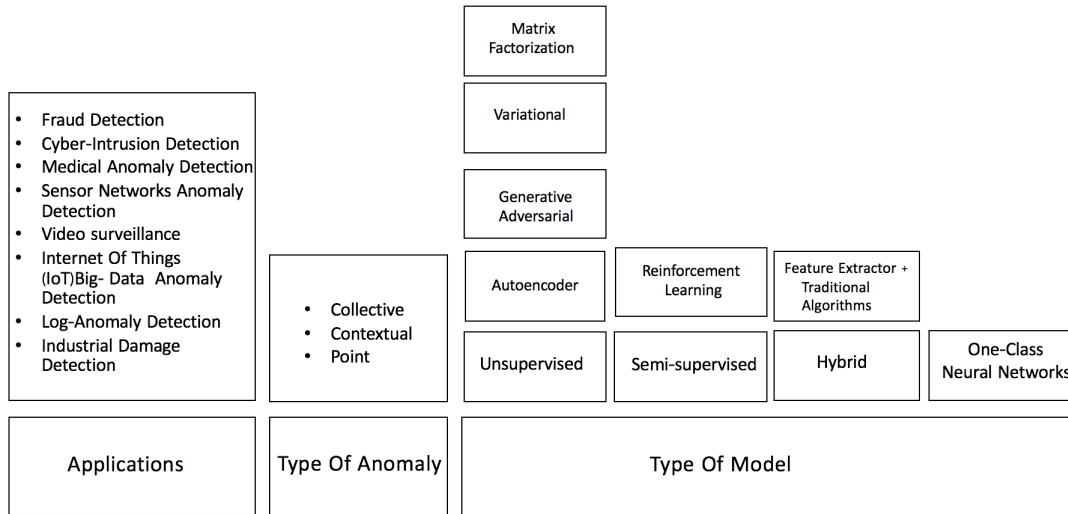 Matrix
Factorization
Variational
Generative
Adversarial
Autoencoder
Reinforcement
Learning
Feature Extractor +
Traditional
Algorithms
Unsupervised
Semi-supervised
Hybrid
One-Class
Neural Networks
• Fraud Detection
• Cyber-Intrusion Detection
• Medical Anomaly Detection
• Sensor Networks Anomaly
Detection
• Video surveillance
• Internet Of Things
(IoT)Big- Data Anomaly
Detection
• Log-Anomaly Detection
• Industrial Damage
Detection
• Collective
• Contextual
• Point
Applications
Type Of Anomaly
Type Of Model